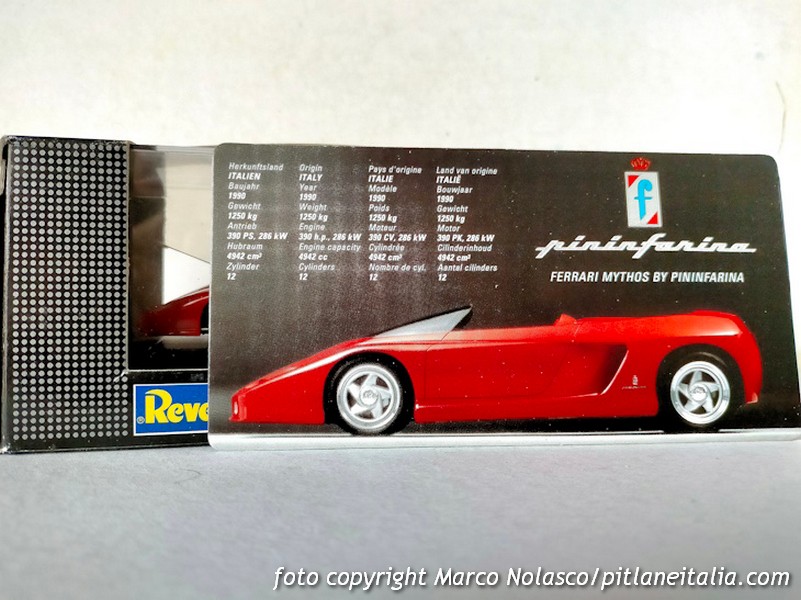 Herkunftsland
ITALIEN
Baujahr
1990
Gewicht
1250 kg
Antrieb
390 PS, 286 kW
Hubraum
4942 cm³
Zylinder
12
Origin
ITALY
Year
1990
Weight
1250 kg
Engine
390 h.p., 286 kW
Engine capacity
4942 cc
Cylinders
12
Pays d'origine
ITALIE
Modèle
1990
Poids
1250 kg
Moteur
390 CV, 286 kW
Cylindrée
4942 cm³
Nombre de cyl.
12
Land van origine
ITALIË
Bouwjaar
1990
Gewicht
1250 kg
Motor
390 PK, 286 kW
Cilinderinhoud
4942 cm³
Aantal cilinders
12
f
pininfarina
FERRARI MYTHOS BY PININFARINA
®Reve
foto copyright Marco Nolasco/pitlaneitalia.com